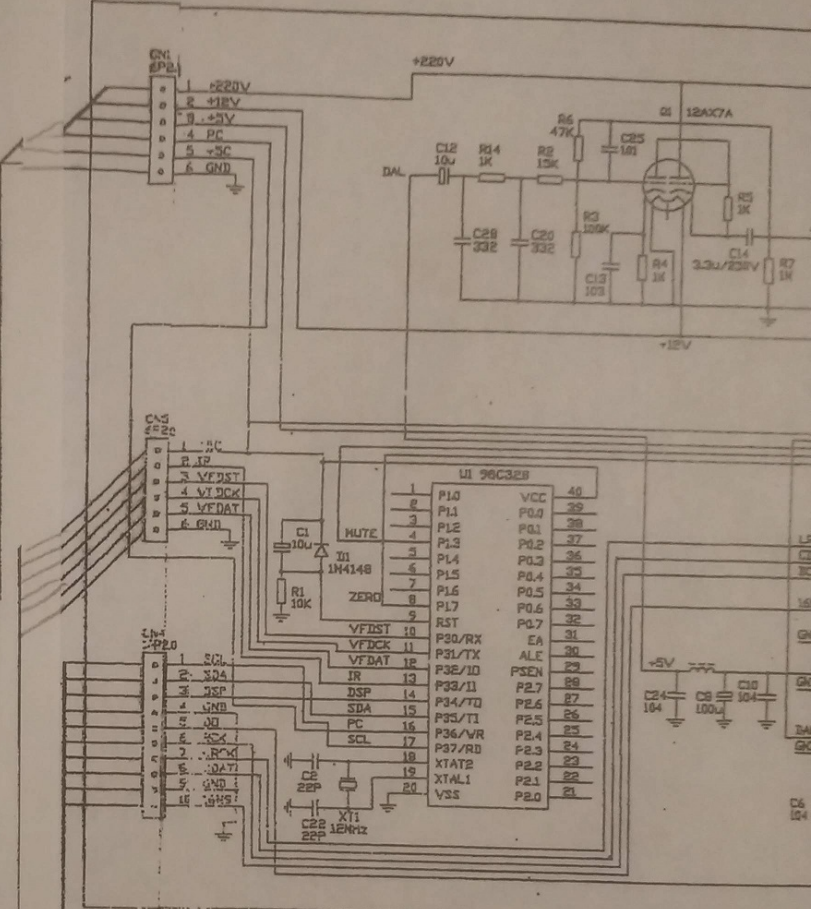 CN1
1 +220V
2 +12V
3 +5V
4 PC
5 +5C
6 GND
+220V
Q1 12AX7A
R6
47K
C25
101
C12
10u
R14
1K
R2
15K
DAL
R5
1K
C28
332
C20
332
R3
100K
C13
103
R4
1K
C14
3.3u/250V
R7
1K
+12V
CN5
1
2 IR
3 VFDST
4 VFDCK
5 VFDAT
6 GND
U1 96C328
1 P1.0
2 P1.1
3 P1.2
4 P1.3
5 P1.4
6 P1.5
7 P1.6
8 P1.7
9 RST
10 P30/RX
11 P31/TX
12 P32/I0
13 P33/I1
14 P34/T0
15 P35/T1
16 P36/WR
17 P37/RD
18 XTAT2
19 XTAL1
20 VSS
VCC 40
P0.0 39
P0.1 38
P0.2 37
P0.3 36
P0.4 35
P0.5 34
P0.6 33
P0.7 32
EA 31
ALE 30
PSEN 29
P2.7 28
P2.6 27
P2.5 26
P2.4 25
P2.3 24
P2.2 23
P2.1 22
P2.0 21
MUTE
ZERO
C1
10u
D1
1N4148
R1
10K
VFDST
VFDCK
VFDAT
IR
DSP
SDA
PC
SCL
CN4
1 SCL
2 SDA
3 DSP
4 GND
C2
22P
C22
22P
XT1
12MHz
+5V
C24
104
C9
100u
C10
104
C6
104